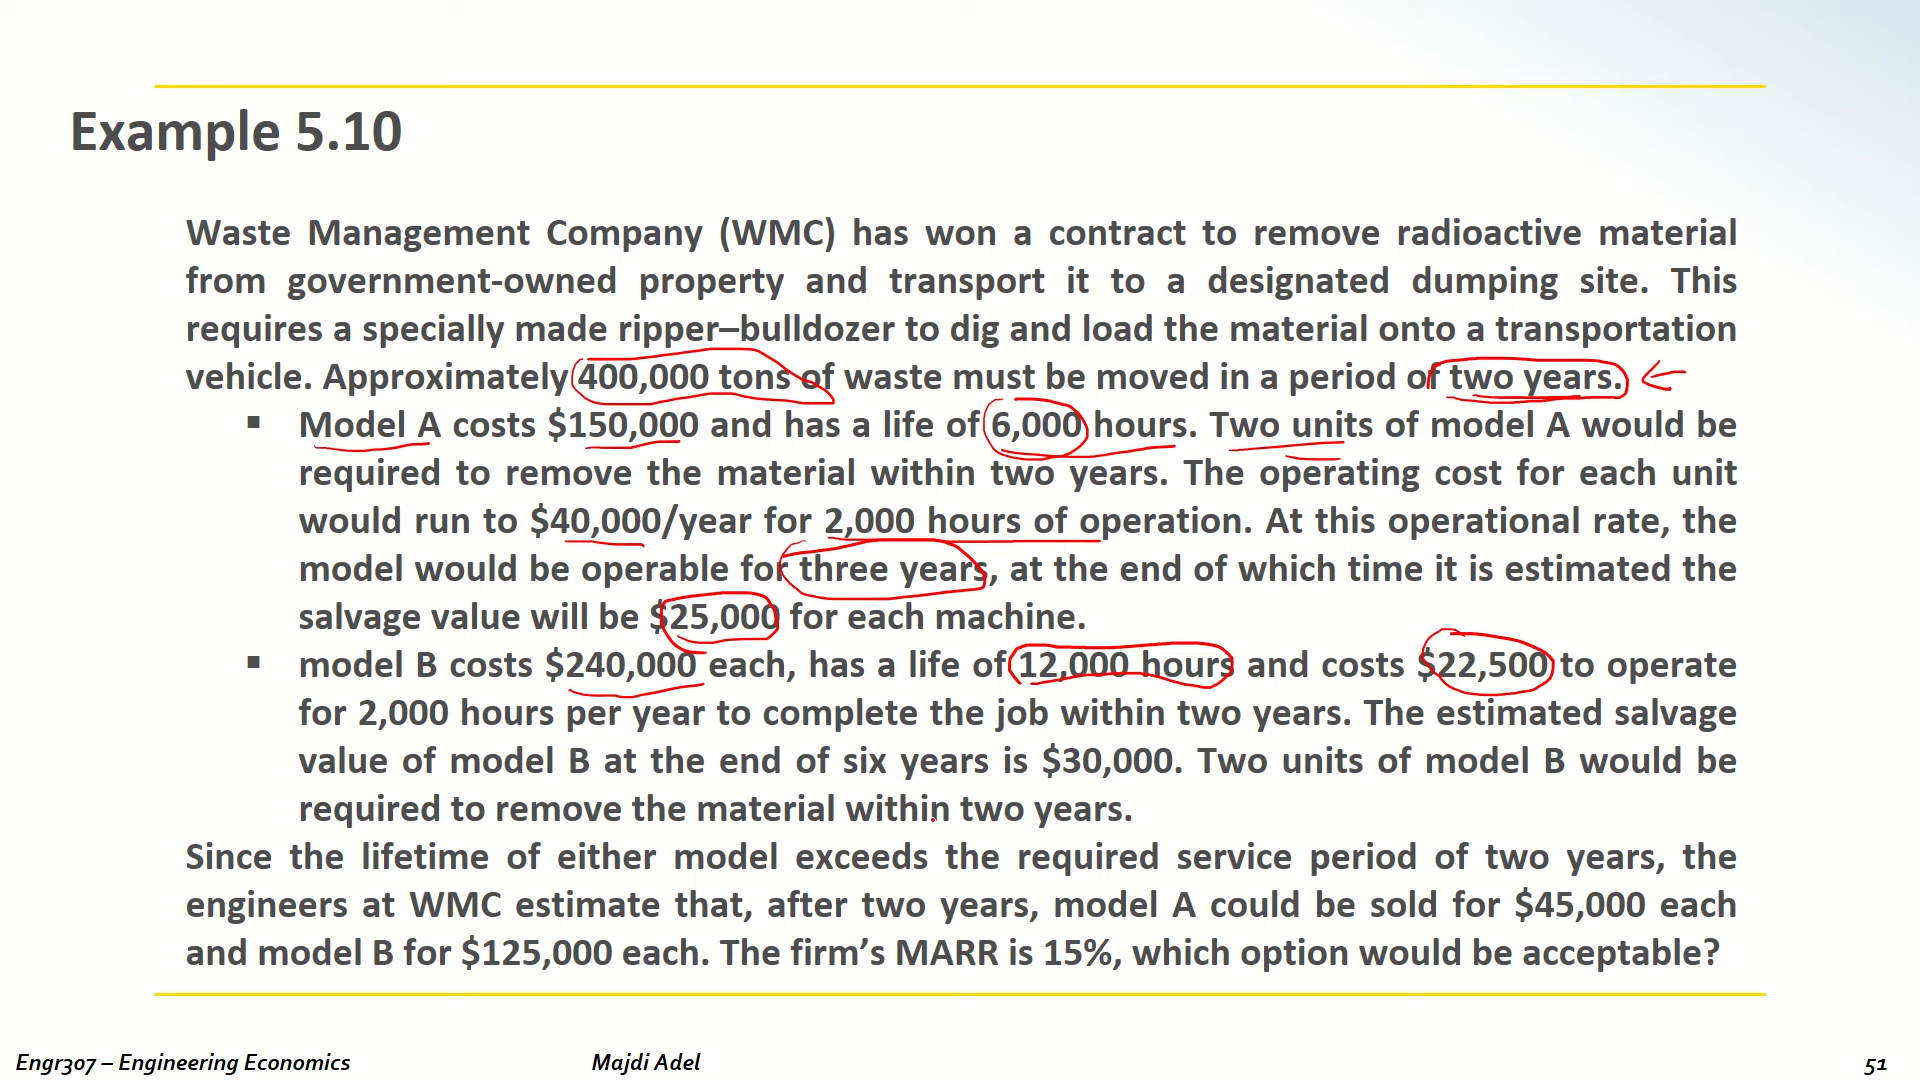 Example 5.10
Waste Management Company (WMC) has won a contract to remove radioactive material
from government-owned property and transport it to a designated dumping site. This
requires a specially made ripper–bulldozer to dig and load the material onto a transportation
vehicle. Approximately 400,000 tons of waste must be moved in a period of two years.
▪ Model A costs $150,000 and has a life of 6,000 hours. Two units of model A would be
required to remove the material within two years. The operating cost for each unit
would run to $40,000/year for 2,000 hours of operation. At this operational rate, the
model would be operable for three years, at the end of which time it is estimated the
salvage value will be $25,000 for each machine.
▪ model B costs $240,000 each, has a life of 12,000 hours and costs $22,500 to operate
for 2,000 hours per year to complete the job within two years. The estimated salvage
value of model B at the end of six years is $30,000. Two units of model B would be
required to remove the material within two years.
Since the lifetime of either model exceeds the required service period of two years, the
engineers at WMC estimate that, after two years, model A could be sold for $45,000 each
and model B for $125,000 each. The firm’s MARR is 15%, which option would be acceptable?
Engr307 – Engineering Economics Majdi Adel 51